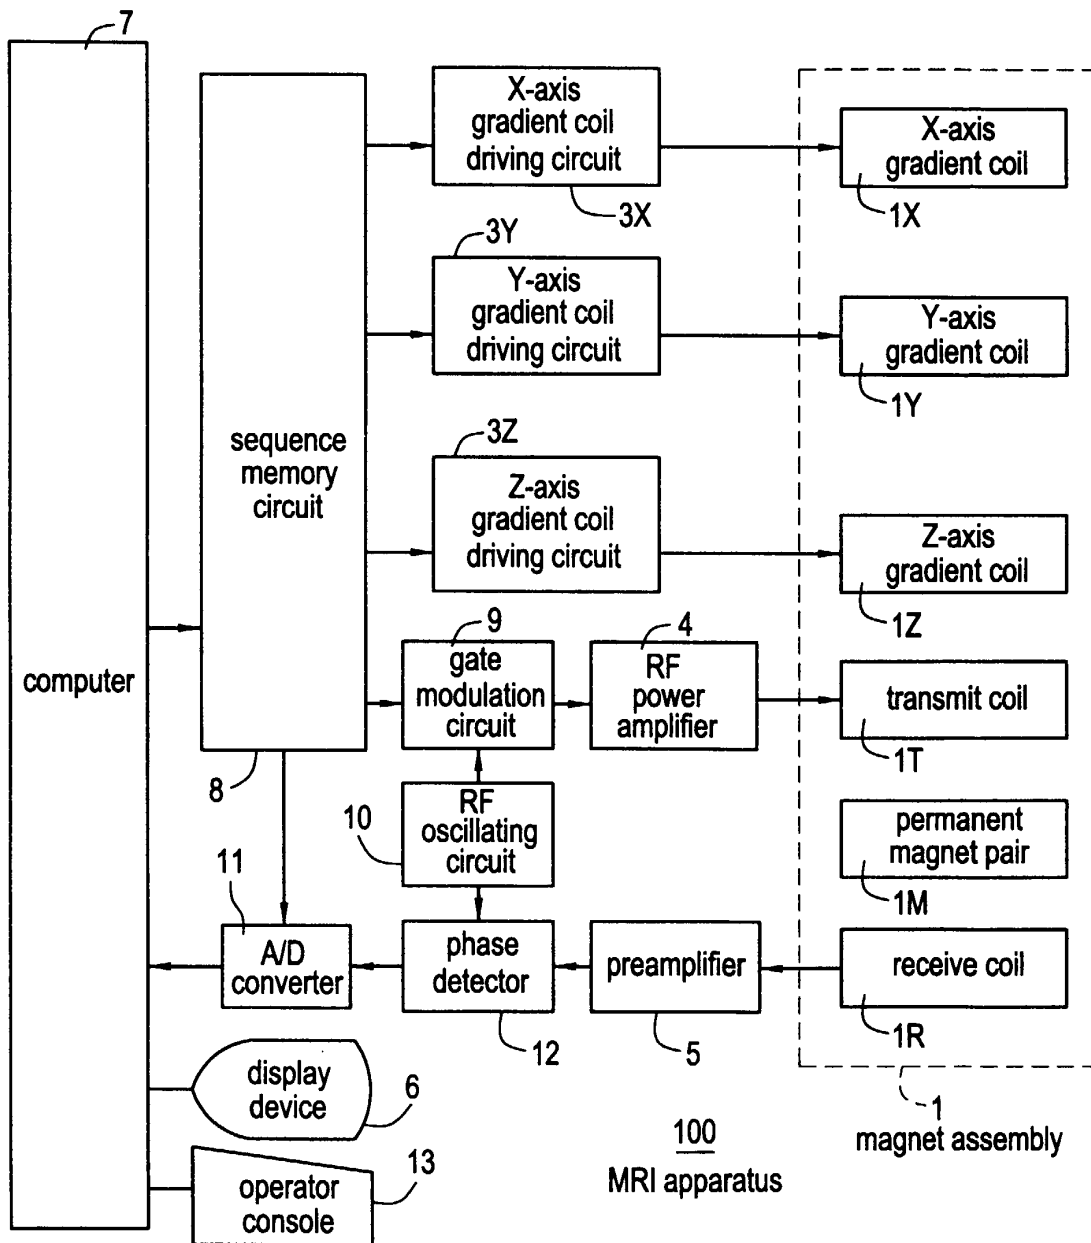 7
X-axis
gradient coil
driving circuit
3X
X-axis
gradient coil
1X
3Y
Y-axis
gradient coil
driving circuit
Y-axis
gradient coil
1Y
sequence
memory
circuit
3Z
Z-axis
gradient coil
driving circuit
Z-axis
gradient coil
1Z
computer
8
9
gate
modulation
circuit
4
RF
power
amplifier
transmit coil
1T
10
RF
oscillating
circuit
permanent
magnet pair
1M
11
A/D
converter
phase
detector
12
preamplifier
5
receive coil
1R
display
device
6
operator
console
13
100
MRI apparatus
1
magnet assembly